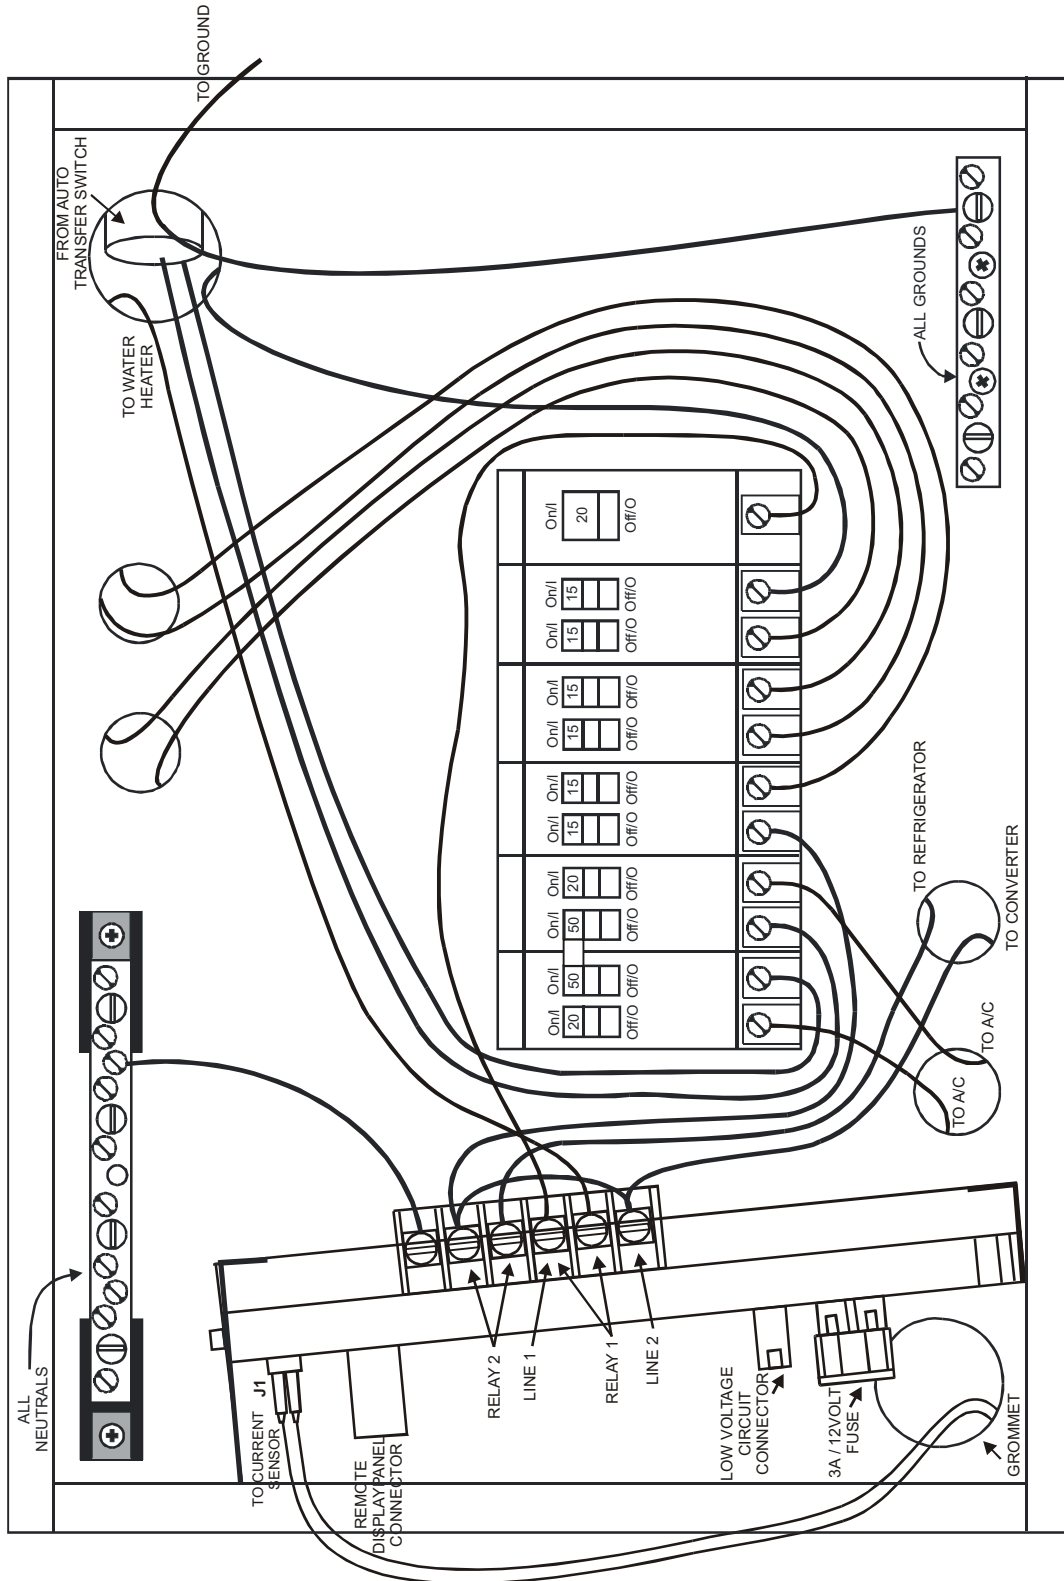 TO GROUND
FROM AUTO
TRANSFER SWITCH
TO WATER
HEATER
ALL GROUNDS
On/I
20
Off/O
On/I
15
Off/O
On/I
15
Off/O
On/I
15
Off/O
On/I
15
Off/O
On/I
15
Off/O
On/I
15
Off/O
On/I
20
Off/O
On/I
50
Off/O
On/I
50
Off/O
On/I
20
Off/O
TO REFRIGERATOR
TO CONVERTER
TO A/C
TO A/C
ALL
NEUTRALS
J1
TO CURRENT
SENSOR
REMOTE
DISPLAY PANEL
CONNECTOR
RELAY 2
LINE 1
RELAY 1
LINE 2
LOW VOLTAGE
CIRCUIT
CONNECTOR
3A / 12VOLT
FUSE
GROMMET